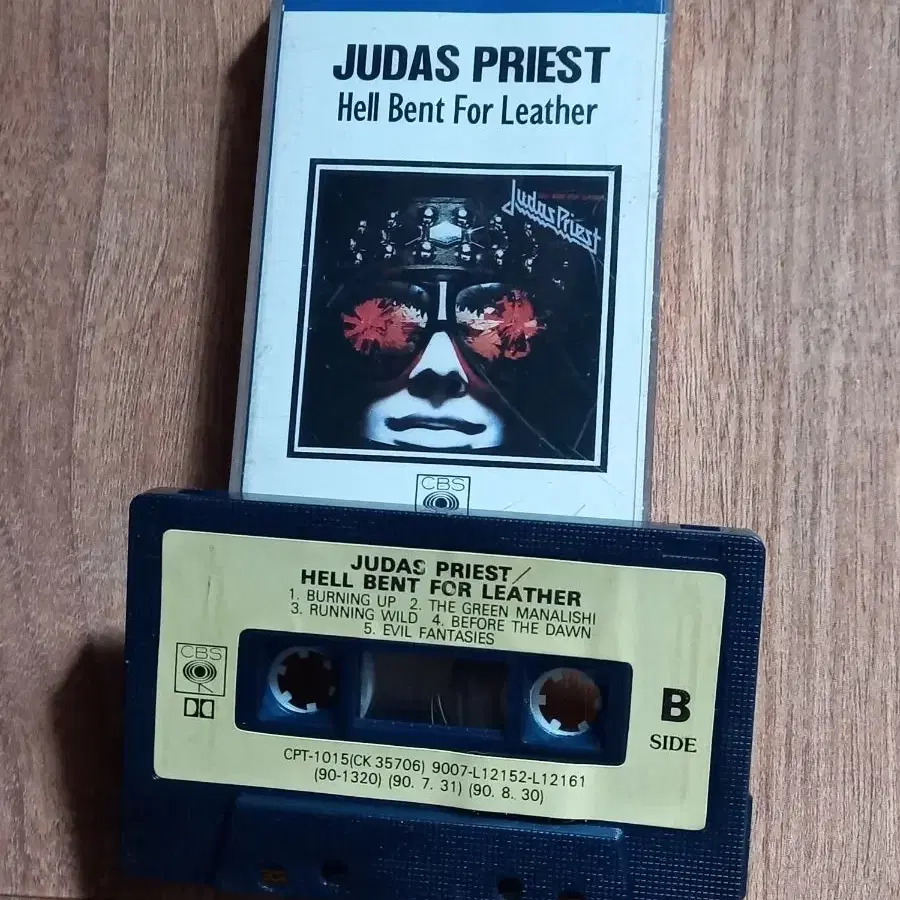 JUDAS PRIEST
Hell Bent For Leather
Judas Priest
CBS
JUDAS PRIEST/
HELL BENT FOR LEATHER
1. BURNING UP 2. THE GREEN MANALISHI
3. RUNNING WILD 4. BEFORE THE DAWN
5. EVIL FANTASIES
CBS
B
SIDE
CPT-1015(CK 35706) 9007-L12152-L12161
(90-1320) (90. 7. 31) (90. 8. 30)